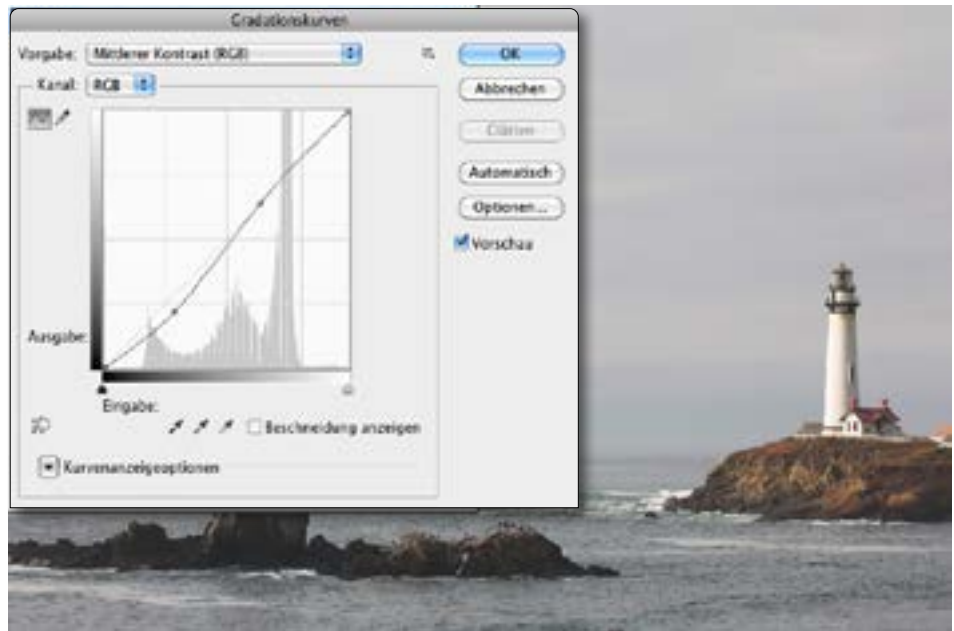 Gradationskurven
Vorgabe: Mittlerer Kontrast (RGB)
OK
Kanal: RGB
Abbrechen
Glätten
Automatisch
Optionen...
Vorschau
Ausgabe:
Eingabe:
Beschneidung anzeigen
Kurvenanzeigeoptionen